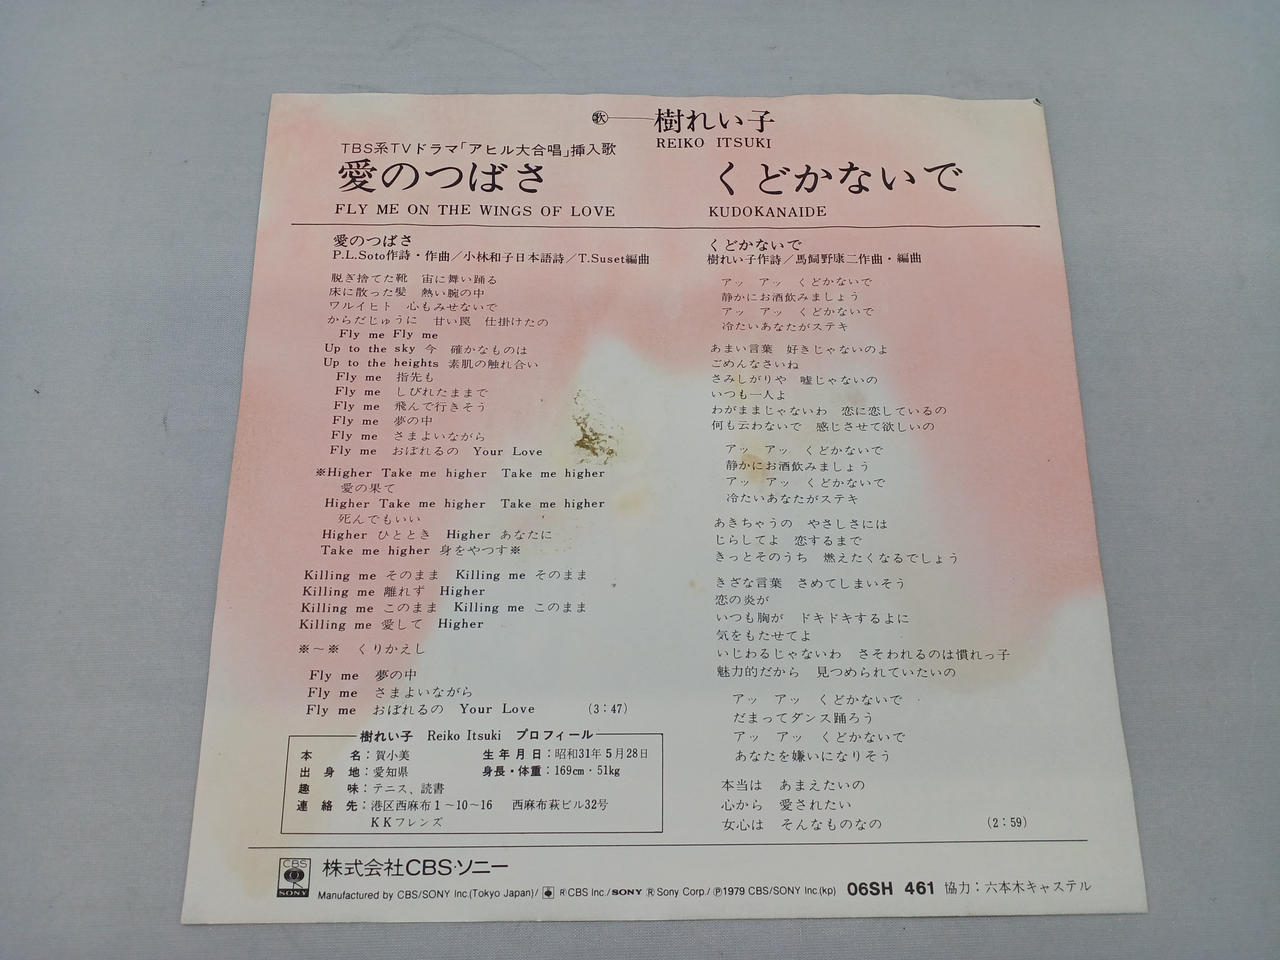 歌 樹れい子
REIKO ITSUKI
TBS系TVドラマ「アヒル大合唱」挿入歌
愛のつばさ
FLY ME ON THE WINGS OF LOVE
くどかないで
KUDOKANAIDE
愛のつばさ
P.L.Soto作詩・作曲／小林和子日本語詩／T.Suset編曲
脱ぎ捨てた靴　宙に舞い踊る
床に散った髪　熱い腕の中
ワルイヒト　心もみせないで
からだじゅうに　甘い罠　仕掛けたの
Fly me Fly me
Up to the sky 今　確かなものは
Up to the heights 素肌の触れ合い
Fly me　指先も
Fly me　しびれたままで
Fly me　飛んで行きそう
Fly me　夢の中
Fly me　さまよいながら
Fly me　おぼれるの　Your Love
※Higher Take me higher　Take me higher
愛の果て
Higher Take me higher　Take me higher
死んでもいい
Higher ひととき　Higher あなたに
Take me higher 身をやつす※
Killing me そのまま　Killing me そのまま
Killing me 離れず　Higher
Killing me このまま　Killing me このまま
Killing me 愛して　Higher
※～※　くりかえし
Fly me　夢の中
Fly me　さまよいながら
Fly me　おぼれるの　Your Love　(3:47)
樹れい子　Reiko Itsuki　プロフィール
本名：賀小美　生年月日：昭和31年5月28日
出身地：愛知県　身長・体重：169cm・51kg
趣味：テニス、読書
連絡先：港区西麻布1〜10〜16　西麻布萩ビル32号
KKフレンズ
くどかないで
樹れい子作詩／馬飼野康二作曲・編曲
アッ　アッ　くどかないで
静かにお酒飲みましょう
アッ　アッ　くどかないで
冷たいあなたがステキ
あまい言葉　好きじゃないのよ
ごめんなさいね
さみしがりや　嘘じゃないの
いつも一人よ
わがままじゃないわ　恋に恋しているの
何も云わないで　感じさせて欲しいの
アッ　アッ　くどかないで
静かにお酒飲みましょう
アッ　アッ　くどかないで
冷たいあなたがステキ
あきちゃうの　やさしさには
じらしてよ　恋するまで
きっとそのうち　燃えたくなるでしょう
きざな言葉　さめてしまいそう
恋の炎が
いつも胸が　ドキドキするよに
気をもたせてよ
いじわるじゃないわ　さそわれるのは慣れっ子
魅力的だから　見つめられていたいの
アッ　アッ　くどかないで
だまってダンス踊ろう
アッ　アッ　くどかないで
あなたを嫌いになりそう
本当は　あまえたいの
心から　愛されたい
女心は　そんなものなの　(2:59)
CBS SONY
株式会社CBS・ソニー
Manufactured by CBS/SONY Inc.(Tokyo Japan)/ ® CBS Inc./SONY ® Sony Corp./Ⓟ1979 CBS/SONY Inc.(kp) 06SH 461 協力：六本木キャステル